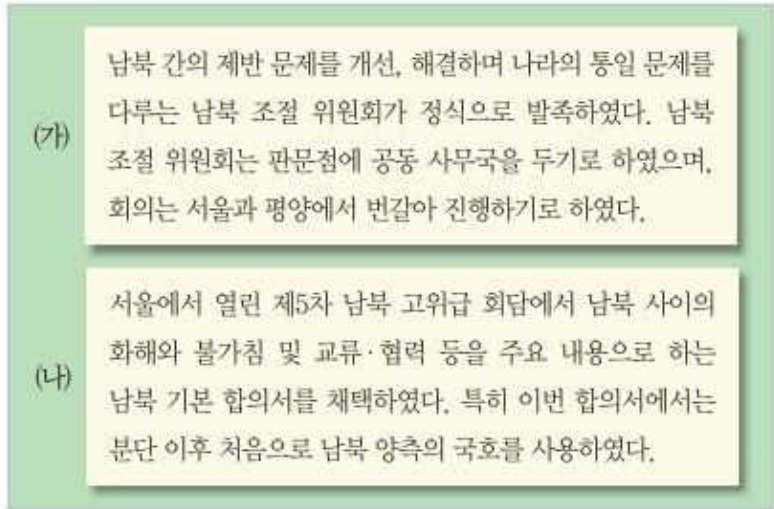 (가)
남북 간의 제반 문제를 개선, 해결하며 나라의 통일 문제를
다루는 남북 조절 위원회가 정식으로 발족하였다. 남북
조절 위원회는 판문점에 공동 사무국을 두기로 하였으며,
회의는 서울과 평양에서 번갈아 진행하기로 하였다.
(나)
서울에서 열린 제5차 남북 고위급 회담에서 남북 사이의
화해와 불가침 및 교류·협력 등을 주요 내용으로 하는
남북 기본 합의서를 채택하였다. 특히 이번 합의서에서는
분단 이후 처음으로 남북 양측의 국호를 사용하였다.